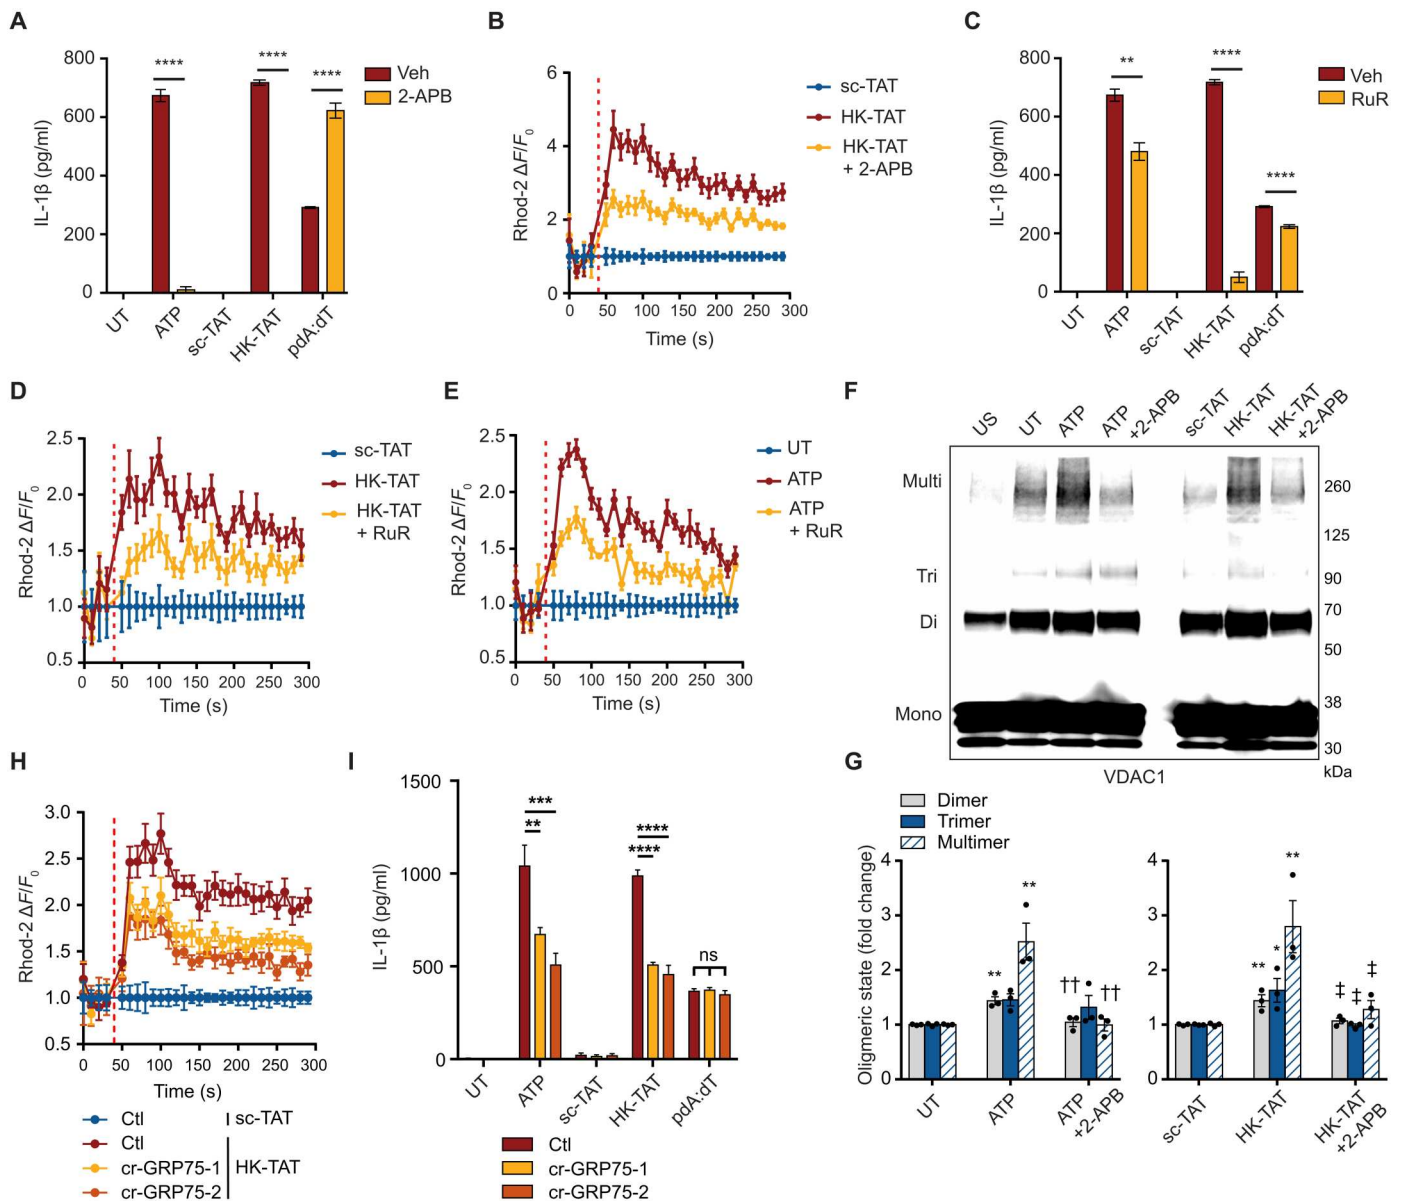 A
800
600
400
200
0
IL-1β (pg/ml)
****
****
****
Veh
2-APB
UT
ATP
sc-TAT
HK-TAT
pdA:dT
B
6
4
2
0
Rhod-2 ΔF/F0
0
50
100
150
200
250
300
Time (s)
sc-TAT
HK-TAT
HK-TAT
+ 2-APB
C
800
600
400
200
0
IL-1β (pg/ml)
**
****
****
Veh
RuR
UT
ATP
sc-TAT
HK-TAT
pdA:dT
D
2.5
2.0
1.5
1.0
0.5
Rhod-2 ΔF/F0
0
50
100
150
200
250
300
Time (s)
sc-TAT
HK-TAT
HK-TAT
+ RuR
E
2.5
2.0
1.5
1.0
0.5
Rhod-2 ΔF/F0
0
50
100
150
200
250
300
Time (s)
UT
ATP
ATP
+ RuR
F
US
UT
ATP
ATP
+2-APB
sc-TAT
HK-TAT
HK-TAT
+2-APB
Multi
Tri
Di
Mono
260
125
90
70
50
38
30
kDa
VDAC1
H
3.0
2.5
2.0
1.5
1.0
0.5
Rhod-2 ΔF/F0
0
50
100
150
200
250
300
Time (s)
Ctl
sc-TAT
Ctl
cr-GRP75-1
cr-GRP75-2
HK-TAT
I
1500
1000
500
0
IL-1β (pg/ml)
***
**
****
****
ns
UT
ATP
sc-TAT
HK-TAT
pdA:dT
Ctl
cr-GRP75-1
cr-GRP75-2
G
Dimer
Trimer
Multimer
Oligmeric state (fold change)
4
3
2
1
0
**
**
††
††
UT
ATP
ATP
+2-APB
4
3
2
1
0
**
*
**
‡
‡
‡
sc-TAT
HK-TAT
HK-TAT
+2-APB